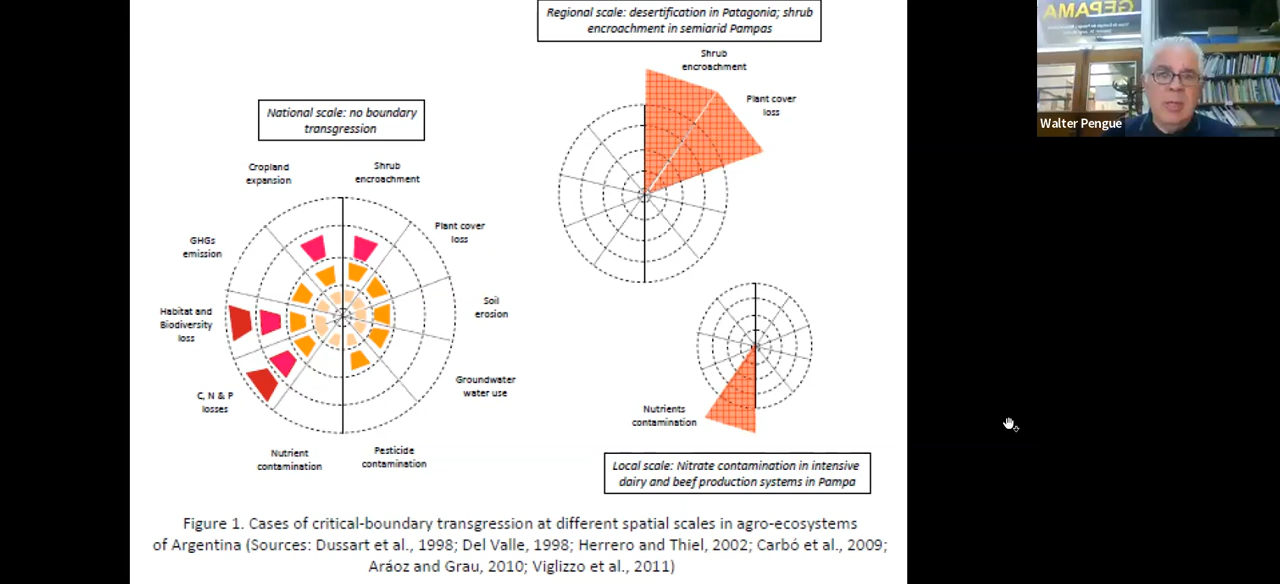 Regional scale: desertification in Patagonia; shrub
encroachment in semiarid Pampas
Shrub
encroachment
Plant cover
loss
National scale: no boundary
transgression
Cropland
expansion
Shrub
encroachment
GHGs
emission
Plant cover
loss
Habitat and
Biodiversity
loss
Soil
erosion
C, N & P
losses
Groundwater
water use
Nutrient
contamination
Pesticide
contamination
Nutrients
contamination
Local scale: Nitrate contamination in intensive
dairy and beef production systems in Pampa
Figure 1. Cases of critical-boundary transgression at different spatial scales in agro-ecosystems
of Argentina (Sources: Dussart et al., 1998; Del Valle, 1998; Herrero and Thiel, 2002; Carbó et al., 2009;
Aráoz and Grau, 2010; Viglizzo et al., 2011)
GEPAMA
Walter Pengue